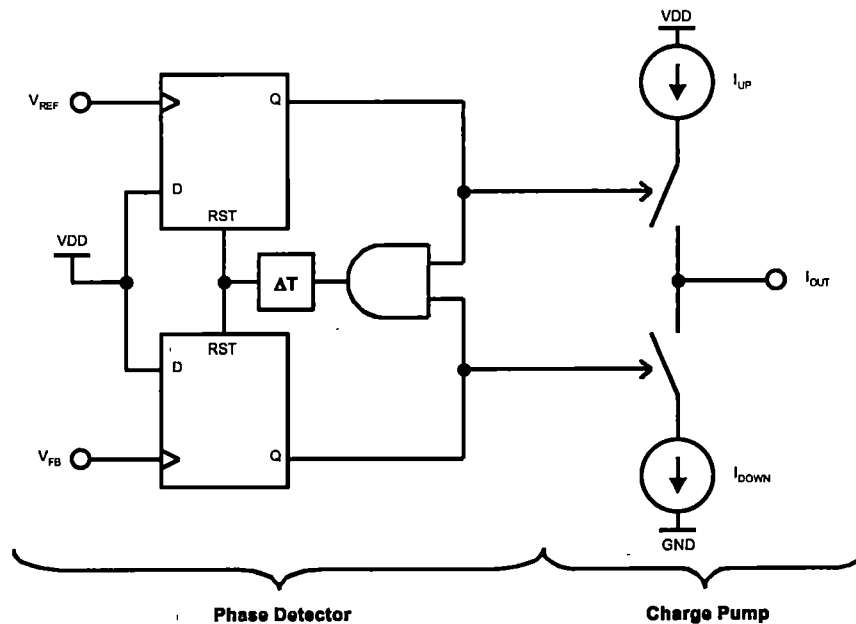 VDD
V_REF
Q
I_UP
D
RST
VDD
ΔT
I_OUT
RST
D
V_FB
Q
I_DOWN
GND
Phase Detector
Charge Pump